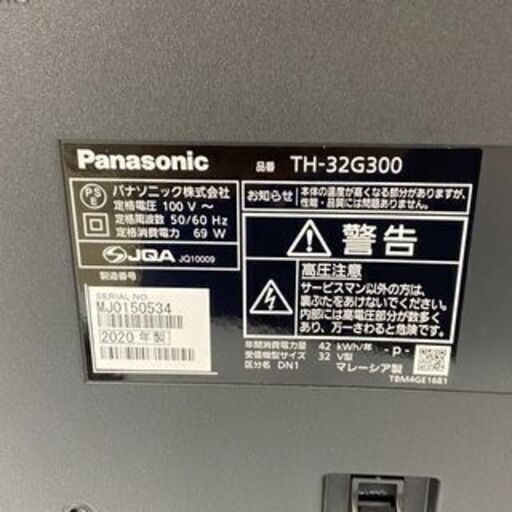 Panasonic
品番 TH-32G300
PS
E
パナソニック株式会社
定格電圧 100 V ～
定格周波数 50/60 Hz
定格消費電力 69 W
JQA JQ10009
製造番号
SERIAL NO.
MJ0150534
2020 年製
お知らせ
本体の温度が高くなる部分がありますが、
性能・品質には問題ありません。
警告
高圧注意
サービスマン以外の方は、
裏ぶたをあけないでください。
内部には高電圧部分が数多く
あり、万一さわると危険です。
年間消費電力量 42 kWh/年
受信機型サイズ 32 V型
区分名 DN1
-P-
マレーシア製
TBM4GE1681